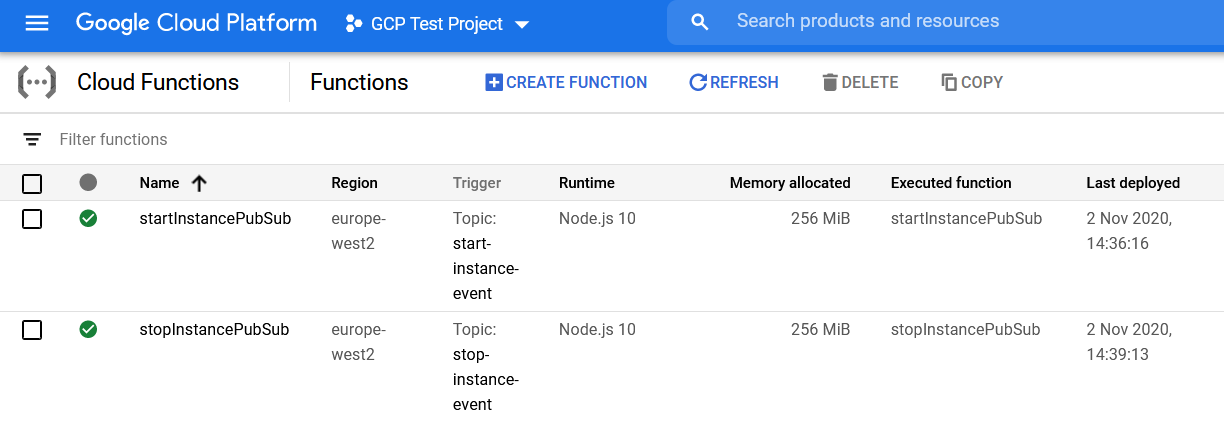 Google Cloud Platform GCP Test Project Search products and resources
Cloud Functions Functions CREATE FUNCTION REFRESH DELETE COPY
Filter functions
Name Region Trigger Runtime Memory allocated Executed function Last deployed
startInstancePubSub europe- Topic: Node.js 10 256 MiB startInstancePubSub 2 Nov 2020,
west2 start- 14:36:16
instance-
event
stopInstancePubSub europe- Topic: Node.js 10 256 MiB stopInstancePubSub 2 Nov 2020,
west2 stop- 14:39:13
instance-
event